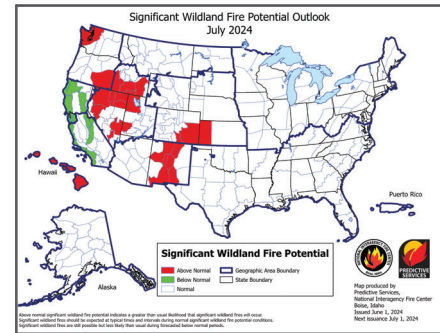 Significant Wildland Fire Potential Outlook
July 2024
Hawaii
Puerto Rico
Alaska
Significant Wildland Fire Potential
Above Normal
Below Normal
Normal
Geographic Area Boundary
State Boundary
PREDICTIVE
SERVICES
Map produced by
Predictive Services,
National Interagency Fire Center
Boise, Idaho
Issued June 1, 2024
Next issuance July 1, 2024
Above normal significant wildland fire potential indicates a greater than usual likelihood that significant wildland fires will occur.
Significant wildland fires should be expected at typical times and intervals during normal significant wildland fire potential conditions.
Significant wildland fires are still possible but less likely than usual during forecasted below normal periods.